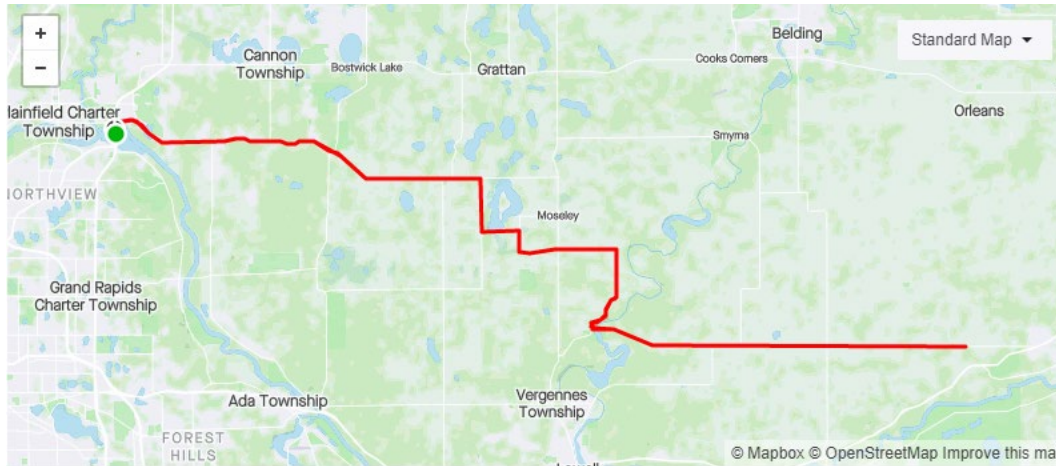 +
−
Cannon
Township
Bostwick Lake
Grattan
Belding
Cooks Corners
Standard Map
lainfield Charter
Township
Orleans
Smyrna
ORTHVIEW
Moseley
Grand Rapids
Charter Township
Ada Township
Vergennes
Township
FOREST
HILLS
© Mapbox © OpenStreetMap Improve this ma